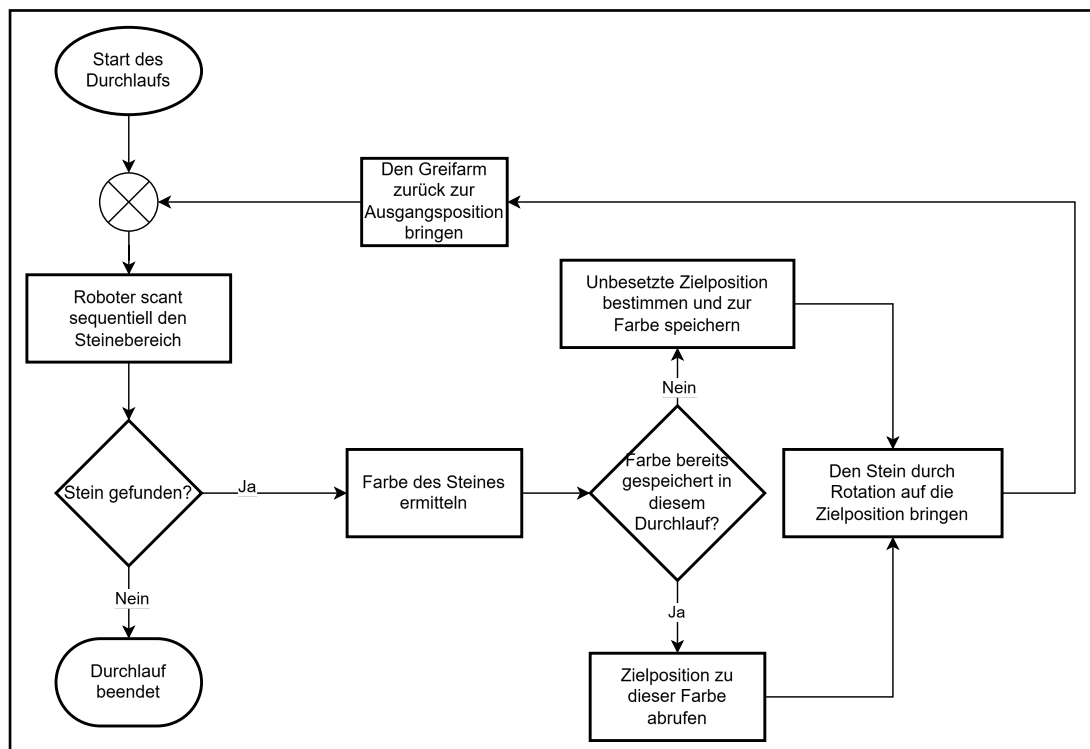 Start des
Durchlaufs
Den Greifarm
zurück zur
Ausgangsposition
bringen
Roboter scant
sequentiell den
Steinebereich
Unbesetzte Zielposition
bestimmen und zur
Farbe speichern
Nein
Stein gefunden?
Ja
Farbe des Steines
ermitteln
Farbe bereits
gespeichert in
diesem
Durchlauf?
Den Stein durch
Rotation auf die
Zielposition bringen
Nein
Ja
Durchlauf
beendet
Zielposition zu
dieser Farbe
abrufen